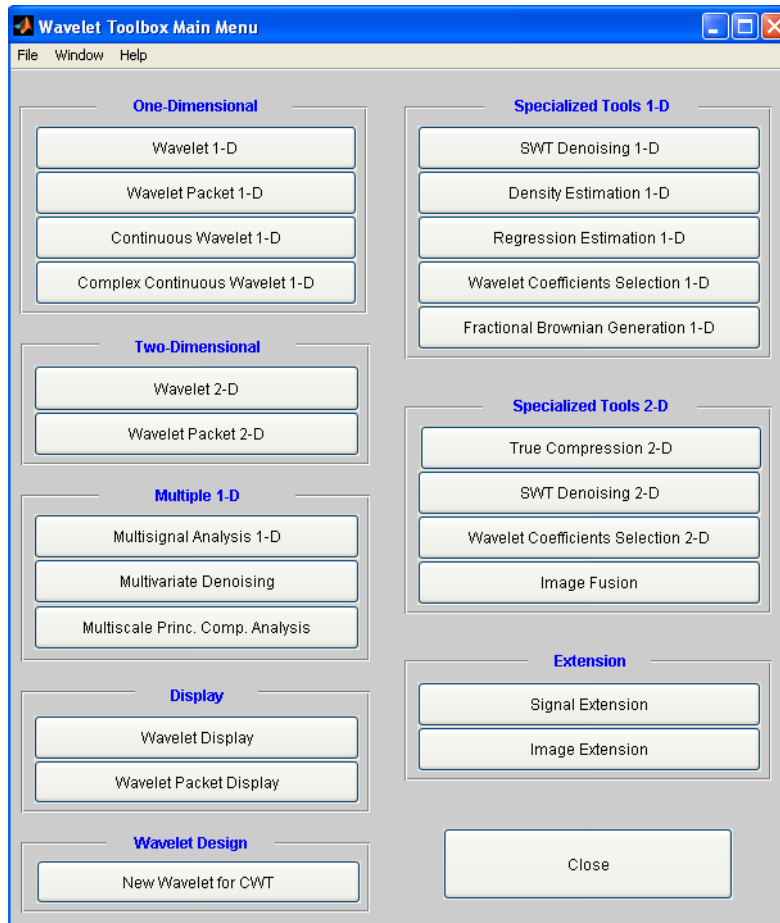 Wavelet Toolbox Main Menu
File Window Help
One-Dimensional
Wavelet 1-D
Wavelet Packet 1-D
Continuous Wavelet 1-D
Complex Continuous Wavelet 1-D
Two-Dimensional
Wavelet 2-D
Wavelet Packet 2-D
Multiple 1-D
Multisignal Analysis 1-D
Multivariate Denoising
Multiscale Princ. Comp. Analysis
Display
Wavelet Display
Wavelet Packet Display
Wavelet Design
New Wavelet for CWT
Specialized Tools 1-D
SWT Denoising 1-D
Density Estimation 1-D
Regression Estimation 1-D
Wavelet Coefficients Selection 1-D
Fractional Brownian Generation 1-D
Specialized Tools 2-D
True Compression 2-D
SWT Denoising 2-D
Wavelet Coefficients Selection 2-D
Image Fusion
Extension
Signal Extension
Image Extension
Close